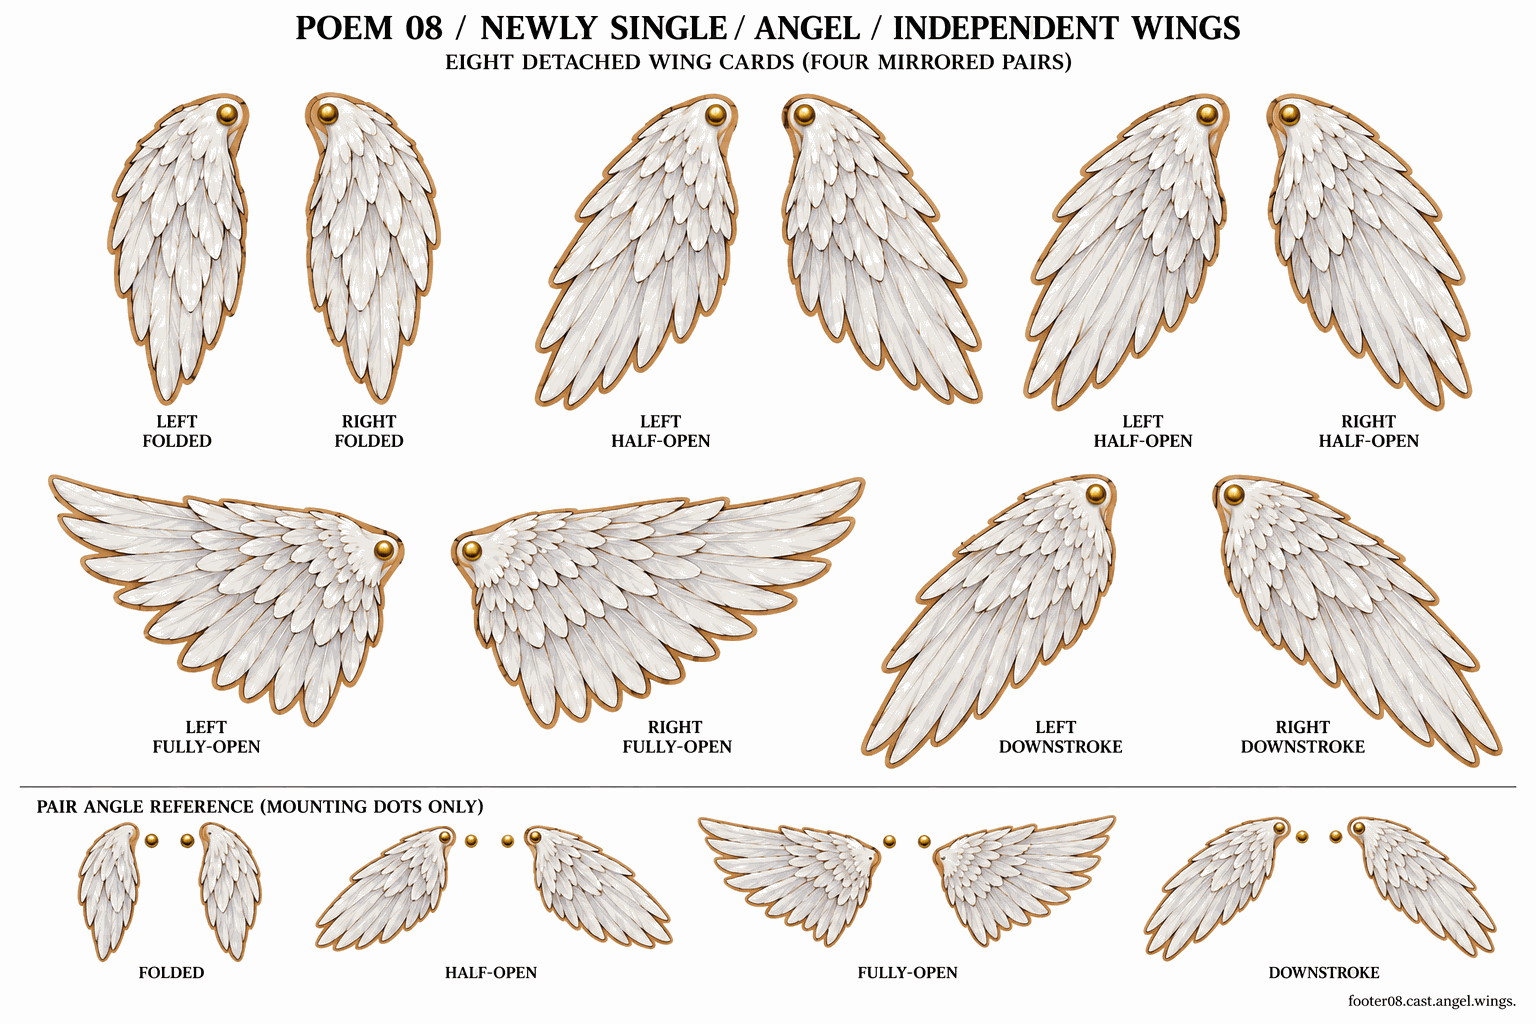 POEM 08 / NEWLY SINGLE / ANGEL / INDEPENDENT WINGS
EIGHT DETACHED WING CARDS (FOUR MIRRORED PAIRS)
LEFT
FOLDED
RIGHT
FOLDED
LEFT
HALF-OPEN
LEFT
HALF-OPEN
RIGHT
HALF-OPEN
LEFT
FULLY-OPEN
RIGHT
FULLY-OPEN
LEFT
DOWNSTROKE
RIGHT
DOWNSTROKE
PAIR ANGLE REFERENCE (MOUNTING DOTS ONLY)
FOLDED
HALF-OPEN
FULLY-OPEN
DOWNSTROKE
footer08.cast.angel.wings.